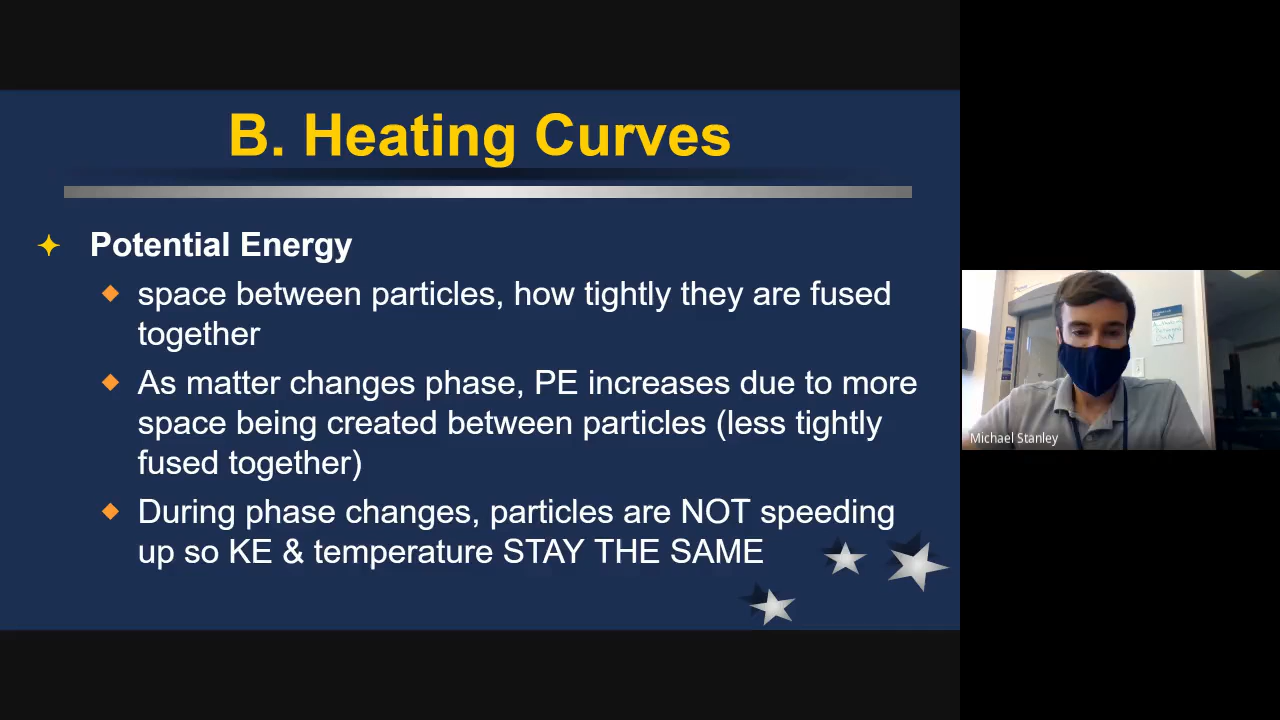 B. Heating Curves
Potential Energy
space between particles, how tightly they are fused
together
As matter changes phase, PE increases due to more
space being created between particles (less tightly
fused together)
During phase changes, particles are NOT speeding
up so KE & temperature STAY THE SAME
Michael Stanley